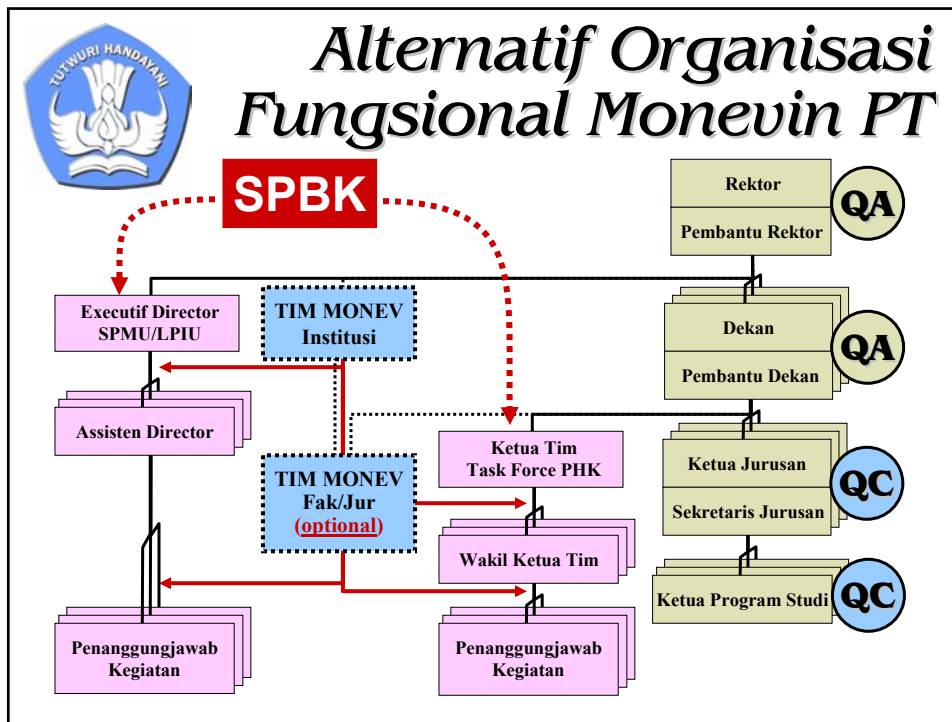 TUTWURI HANDAYANI
Alternatif Organisasi
Fungsional Monevin PT
SPBK
Rektor
Pembantu Rektor
QA
Executif Director
SPMU/LPIU
TIM MONEV
Institusi
Dekan
Pembantu Dekan
QA
Assisten Director
TIM MONEV
Fak/Jur
(optional)
Ketua Tim
Task Force PHK
Ketua Jurusan
Sekretaris Jurusan
QC
Wakil Ketua Tim
Ketua Program Studi
QC
Penanggungjawab
Kegiatan
Penanggungjawab
Kegiatan